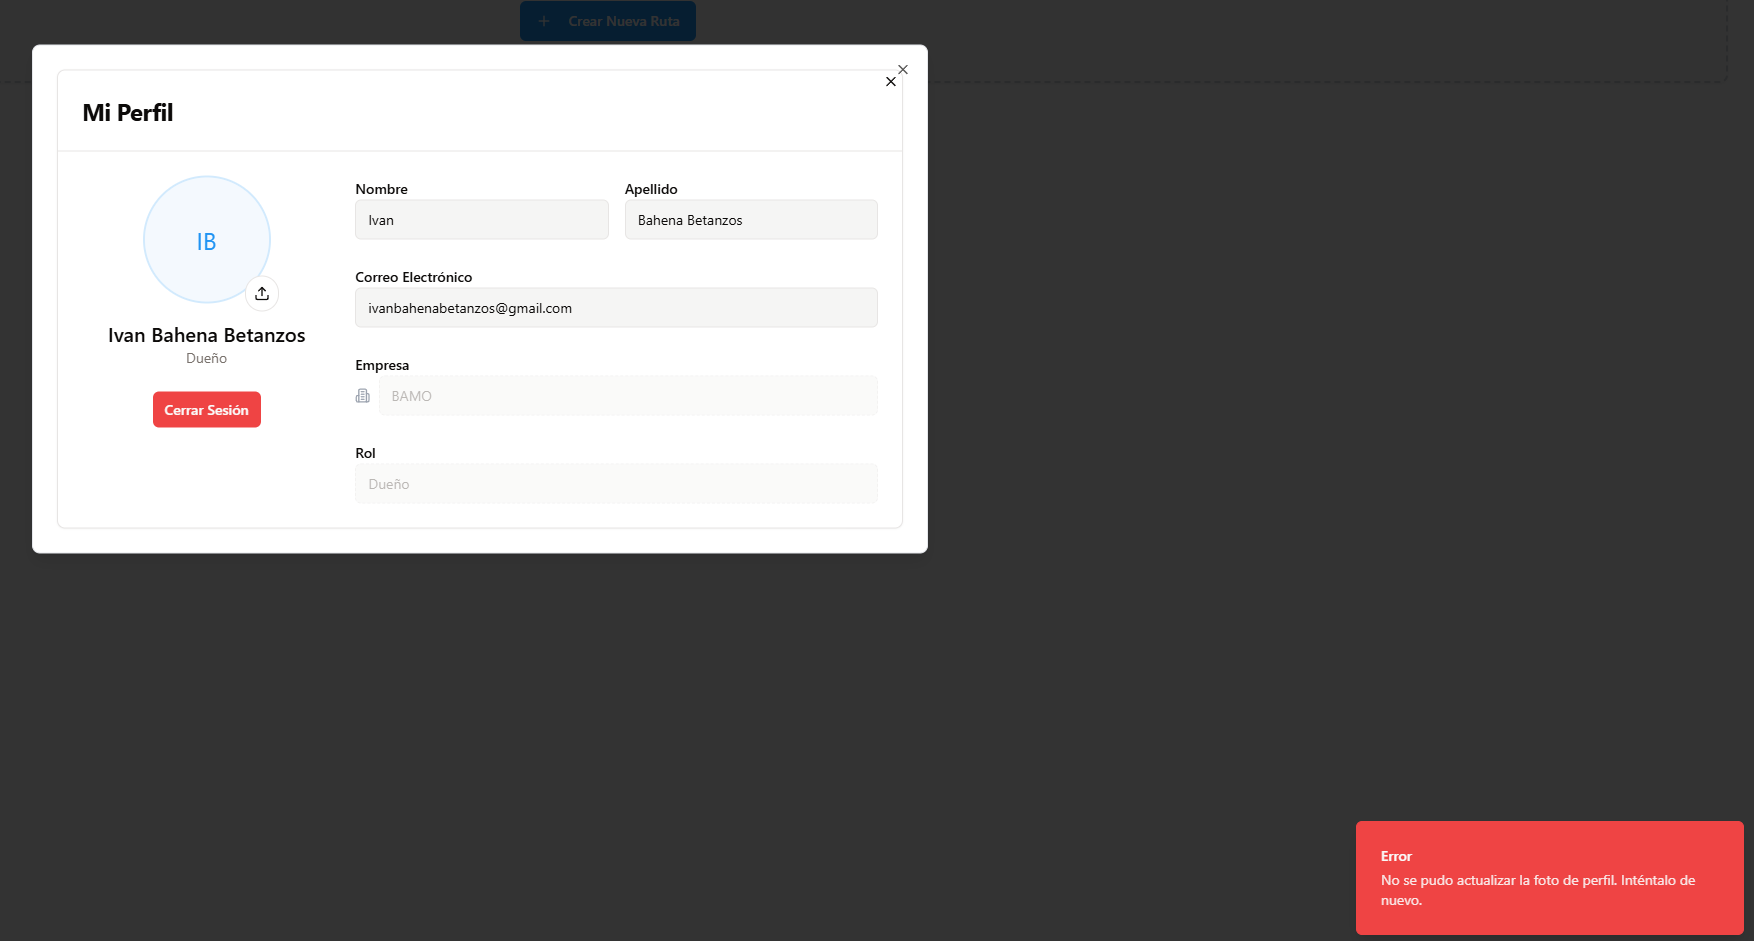 Crear Nueva Ruta
Mi Perfil
IB
Ivan Bahena Betanzos
Dueño
Cerrar Sesión
Nombre
Ivan
Apellido
Bahena Betanzos
Correo Electrónico
ivanbahenabetanzos@gmail.com
Empresa
BAMO
Rol
Dueño
Error
No se pudo actualizar la foto de perfil. Inténtalo de
nuevo.